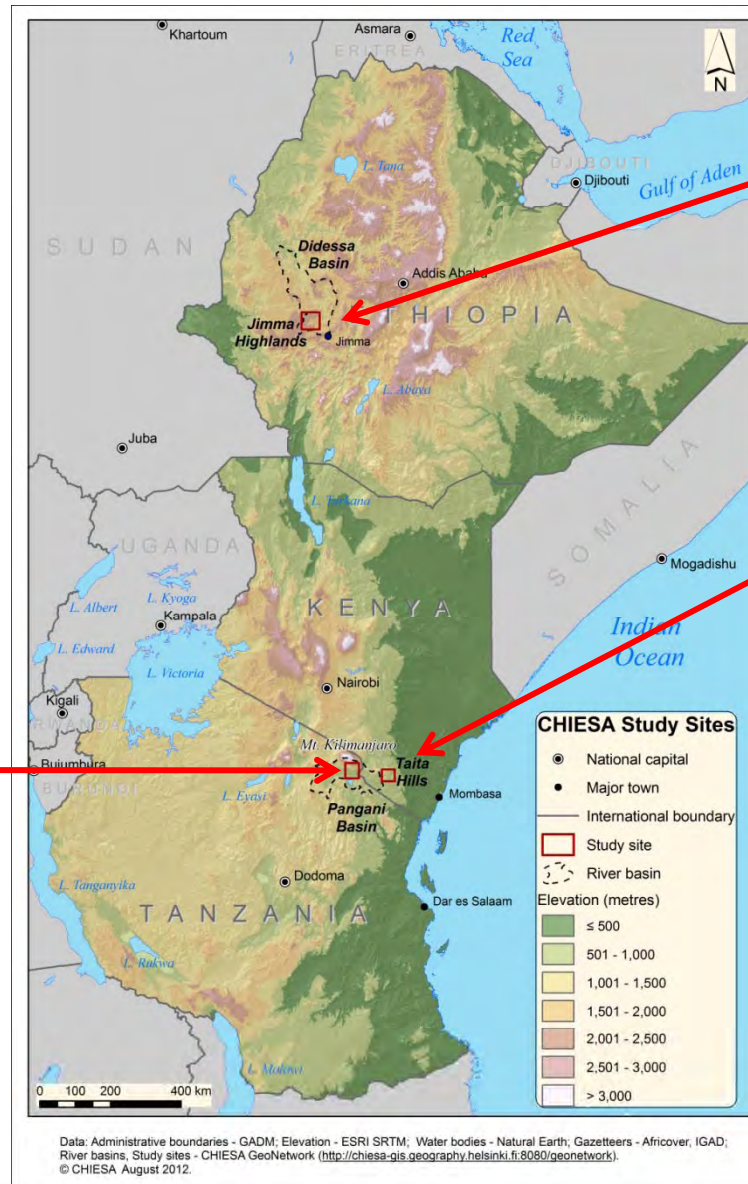 Khartoum
Asmara
Red
Sea
ERITREA
N
DJIBOUTI
Djibouti
Gulf of Aden
L. Tana
SUDAN
Didessa
Basin
Addis Ababa
ETHIOPIA
Jimma
Highlands
Jimma
L. Abaya
Juba
L. Turkana
SOMALIA
UGANDA
Mogadishu
L. Albert
L. Kyoga
Kampala
KENYA
Indian
Ocean
L. Edward
L. Victoria
Nairobi
Kigali
RWANDA
Mt. Kilimanjaro
Taita
Hills
Bujumbura
BURUNDI
L. Eyasi
Pangani
Basin
Mombasa
Dodoma
L. Tanganyika
TANZANIA
Dar es Salaam
L. Rukwa
L. Malawi
0 100 200 400 km
CHIESA Study Sites
National capital
Major town
International boundary
Study site
River basin
Elevation (metres)
≤ 500
501 - 1,000
1,001 - 1,500
1,501 - 2,000
2,001 - 2,500
2,501 - 3,000
> 3,000
Data: Administrative boundaries - GADM; Elevation - ESRI SRTM; Water bodies - Natural Earth; Gazetteers - Africover, IGAD;
River basins, Study sites - CHIESA GeoNetwork (http://chiesa-gis.geography.helsinki.fi:8080/geonetwork).
© CHIESA August 2012.